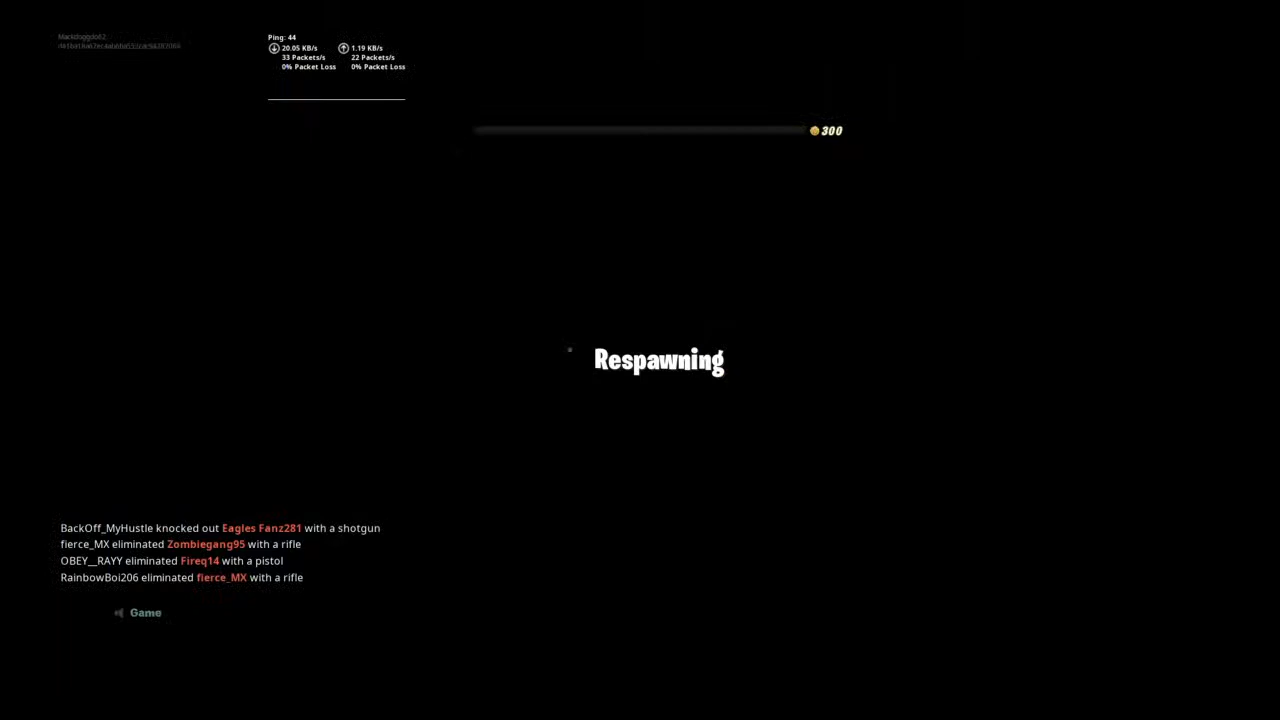 Ping: 44
20.05 KB/s 1.19 KB/s
33 Packets/s 22 Packets/s
0% Packet Loss 0% Packet Loss
300
Respawning
BackOff_MyHustle knocked out Eagles Fanz281 with a shotgun
fierce_MX eliminated Zombiegang95 with a rifle
OBEY__RAYY eliminated Fireq14 with a pistol
RainbowBoi206 eliminated fierce_MX with a rifle
Game